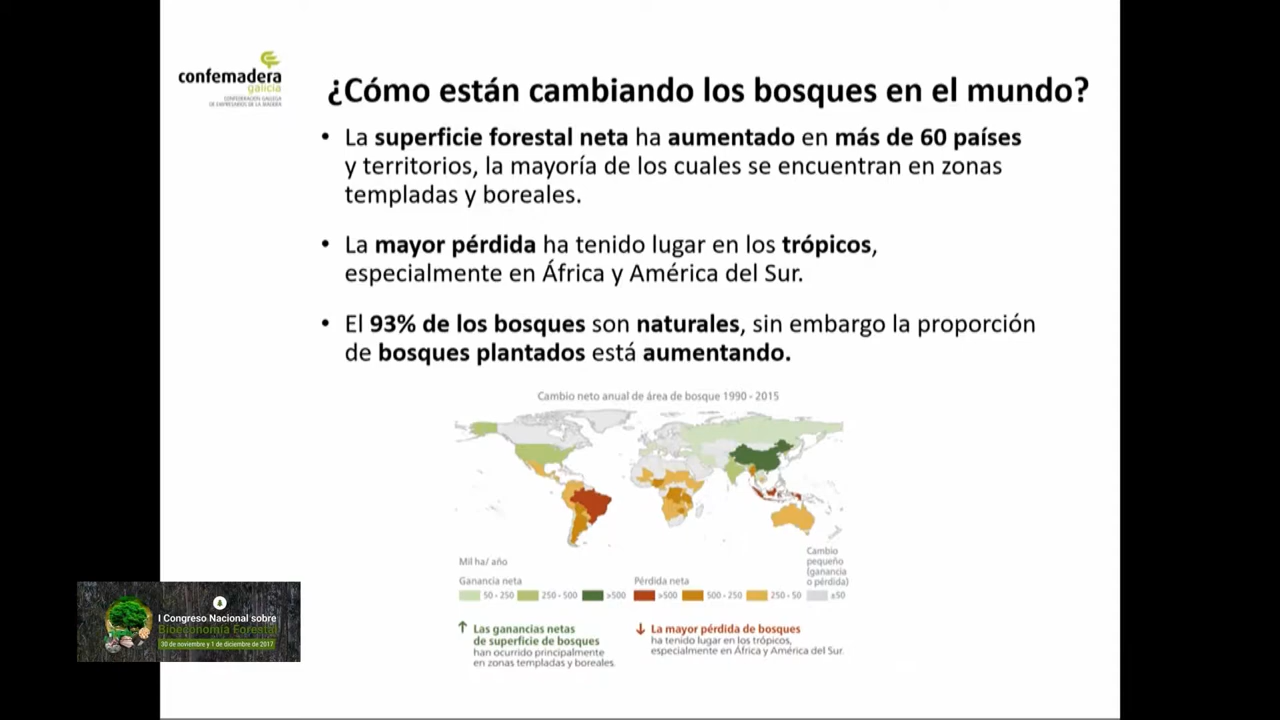 confemadera
galicia
CONFEDERACIÓN GALLEGA
DE EMPRESARIOS DE LA MADERA
¿Cómo están cambiando los bosques en el mundo?
• La superficie forestal neta ha aumentado en más de 60 países
y territorios, la mayoría de los cuales se encuentran en zonas
templadas y boreales.
• La mayor pérdida ha tenido lugar en los trópicos,
especialmente en África y América del Sur.
• El 93% de los bosques son naturales, sin embargo la proporción
de bosques plantados está aumentando.
Cambio neto anual de área de bosque 1990 - 2015
Mil ha/ año
Cambio
pequeño
(ganancia
o pérdida)
Ganancia neta
Pérdida neta
50 - 250 250 - 500 >500 >500 500 - 250 250 - 50 ±50
Las ganancias netas
de superficie de bosques
han ocurrido principalmente
en zonas templadas y boreales.
La mayor pérdida de bosques
ha tenido lugar en los trópicos,
especialmente en África y América del Sur.
I Congreso Nacional sobre
Bioeconomía Forestal
30 de noviembre y 1 de diciembre de 2017